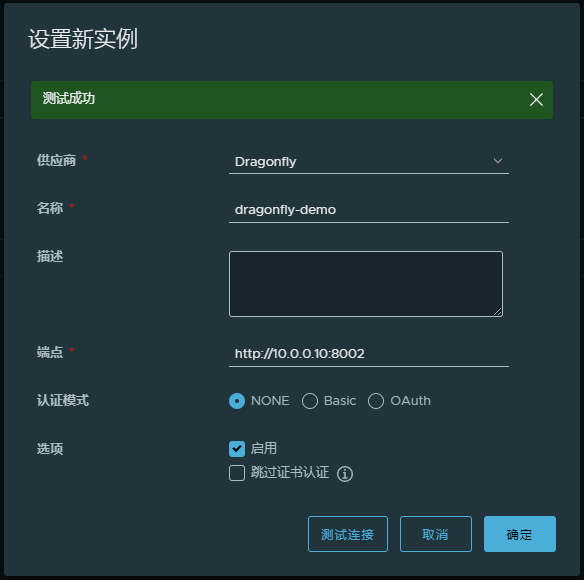 设置新实例
测试成功
供应商 * Dragonfly
名称 * dragonfly-demo
描述
端点 * http://10.0.0.10:8002
认证模式 NONE Basic OAuth
选项 启用
跳过证书认证
测试连接 取消 确定